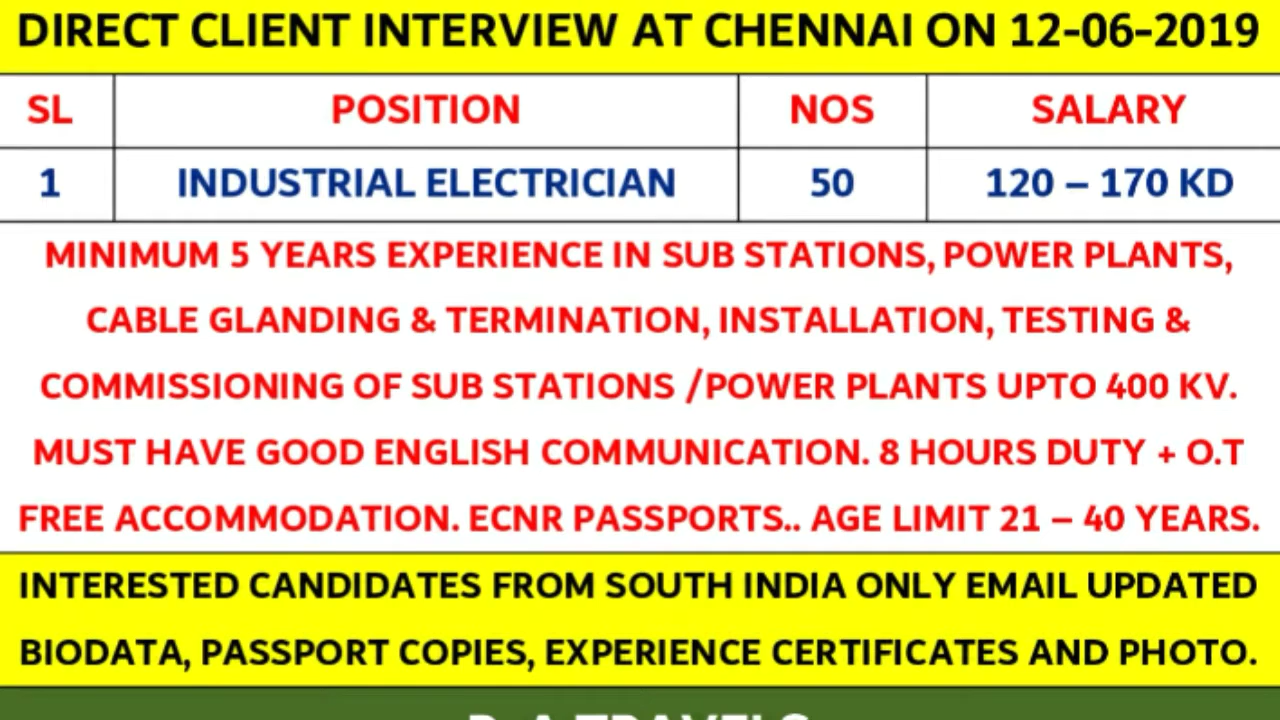 DIRECT CLIENT INTERVIEW AT CHENNAI ON 12-06-2019
SL POSITION NOS SALARY
1 INDUSTRIAL ELECTRICIAN 50 120 – 170 KD
MINIMUM 5 YEARS EXPERIENCE IN SUB STATIONS, POWER PLANTS,
CABLE GLANDING & TERMINATION, INSTALLATION, TESTING &
COMMISSIONING OF SUB STATIONS /POWER PLANTS UPTO 400 KV.
MUST HAVE GOOD ENGLISH COMMUNICATION. 8 HOURS DUTY + O.T
FREE ACCOMMODATION. ECNR PASSPORTS.. AGE LIMIT 21 – 40 YEARS.
INTERESTED CANDIDATES FROM SOUTH INDIA ONLY EMAIL UPDATED
BIODATA, PASSPORT COPIES, EXPERIENCE CERTIFICATES AND PHOTO.
TRAVELS